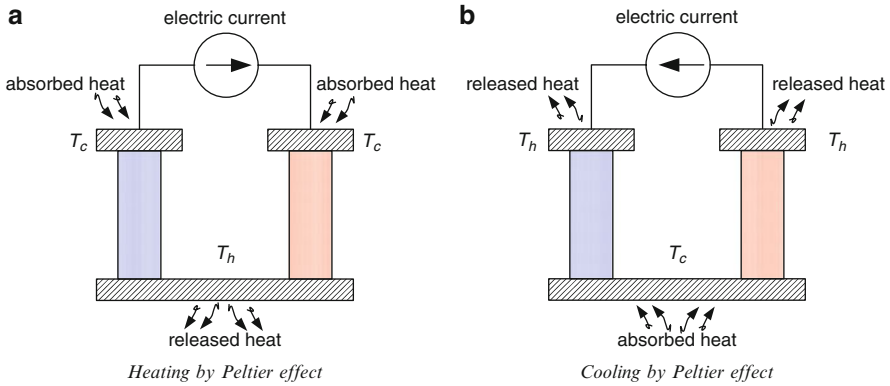 a
electric current
absorbed heat
absorbed heat
T_c
T_c
T_h
released heat
Heating by Peltier effect
b
electric current
released heat
released heat
T_h
T_h
T_c
absorbed heat
Cooling by Peltier effect